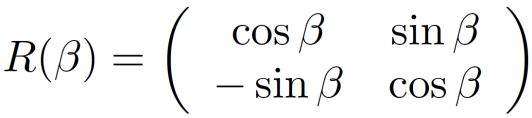 R(β) = ( cos β sin β
− sin β cos β )